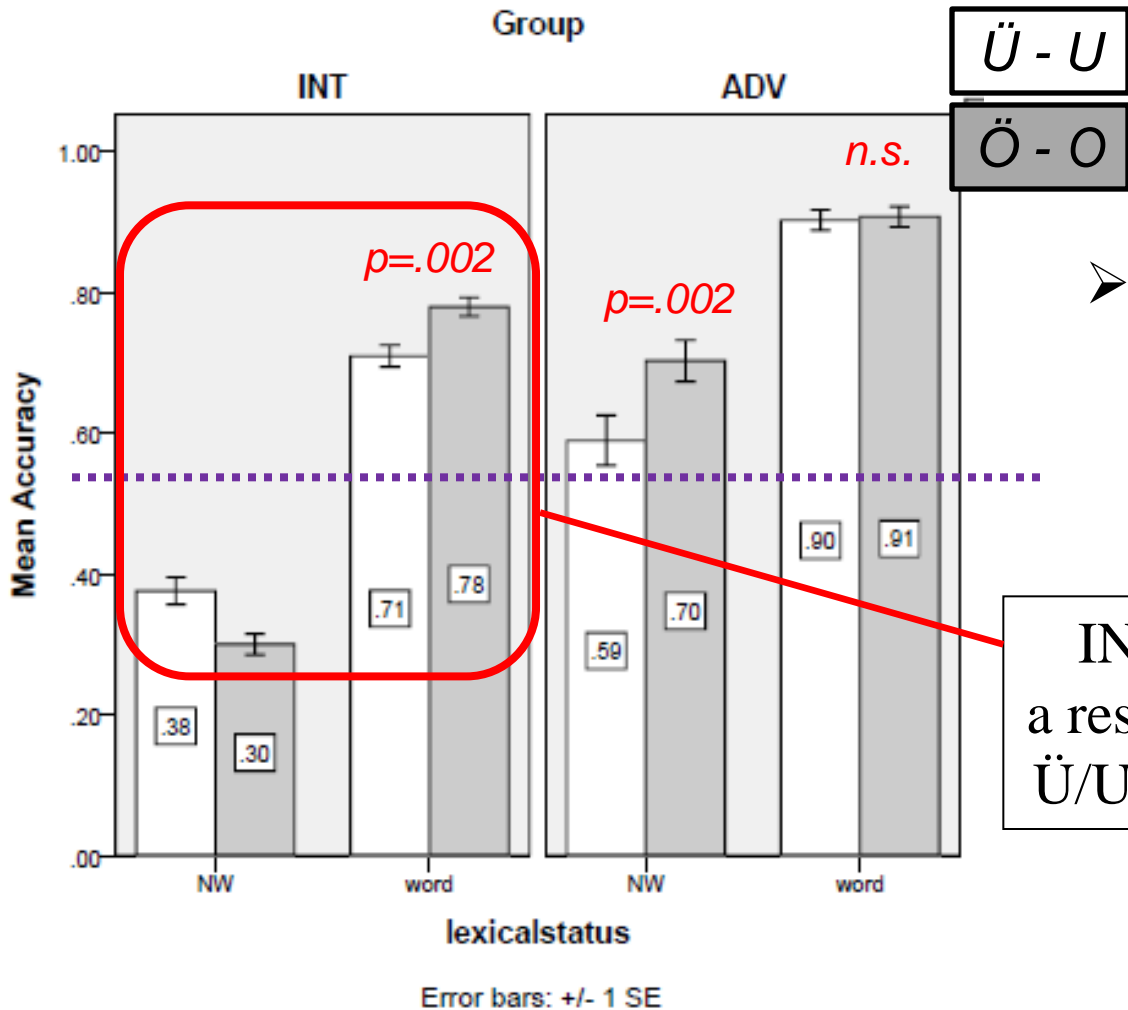 Group
INT
ADV
Ü - U
Ö - O
1.00
.80
.60
.40
.20
.00
Mean Accuracy
p=.002
p=.002
n.s.
➤
.38
.30
.71
.78
.59
.70
.90
.91
IN
a res
Ü/U
NW
word
NW
word
lexicalstatus
Error bars: +/- 1 SE